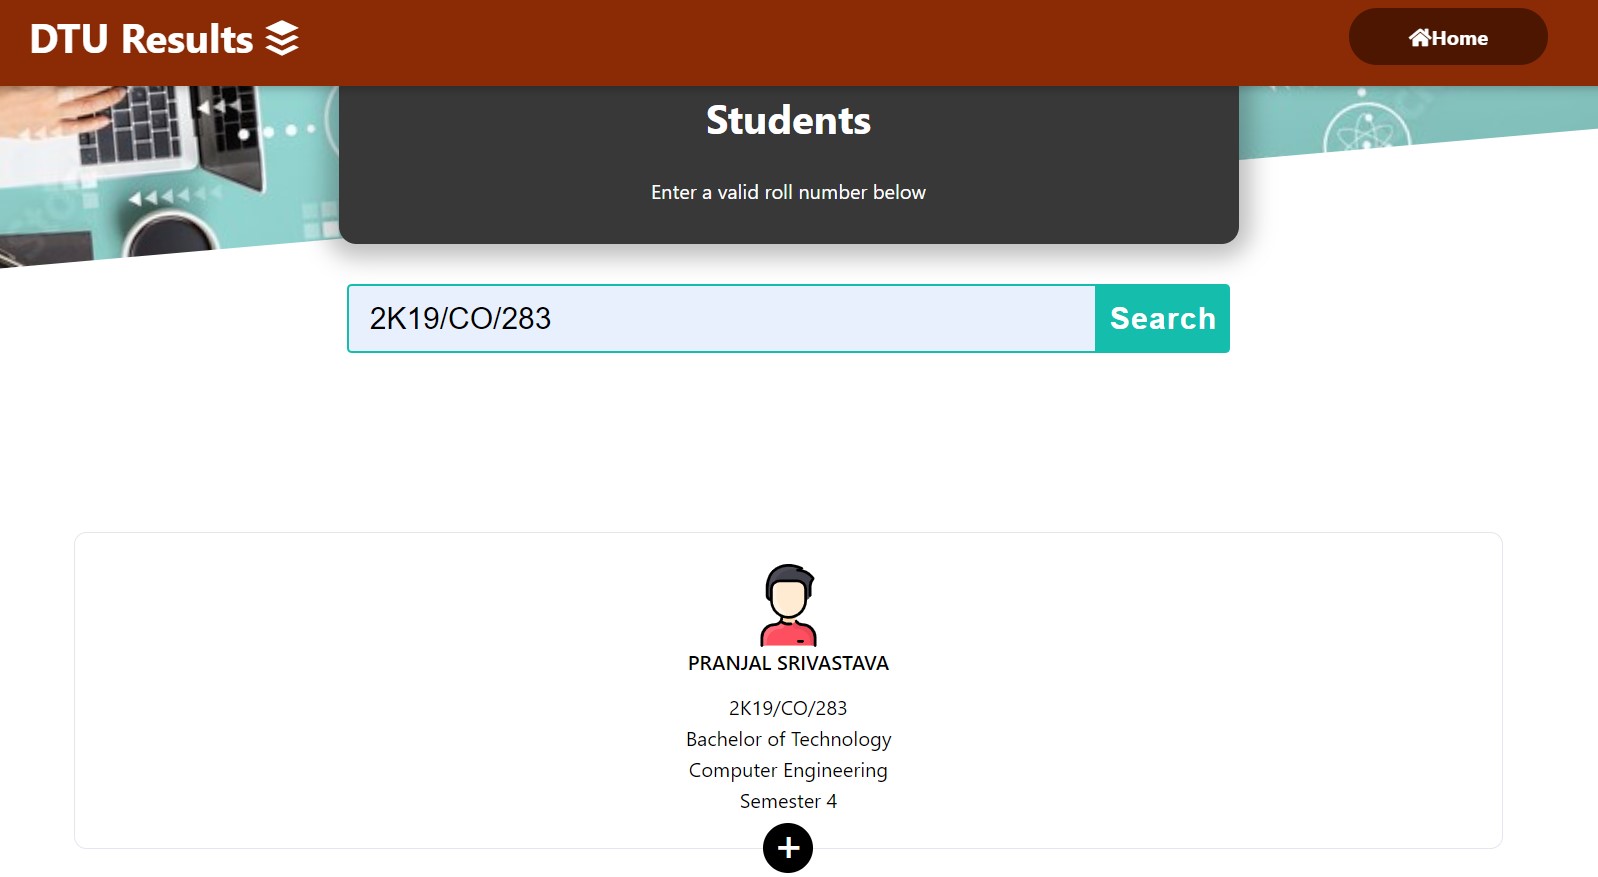 DTU Results
Home
Students
Enter a valid roll number below
2K19/CO/283
Search
PRANJAL SRIVASTAVA
2K19/CO/283
Bachelor of Technology
Computer Engineering
Semester 4